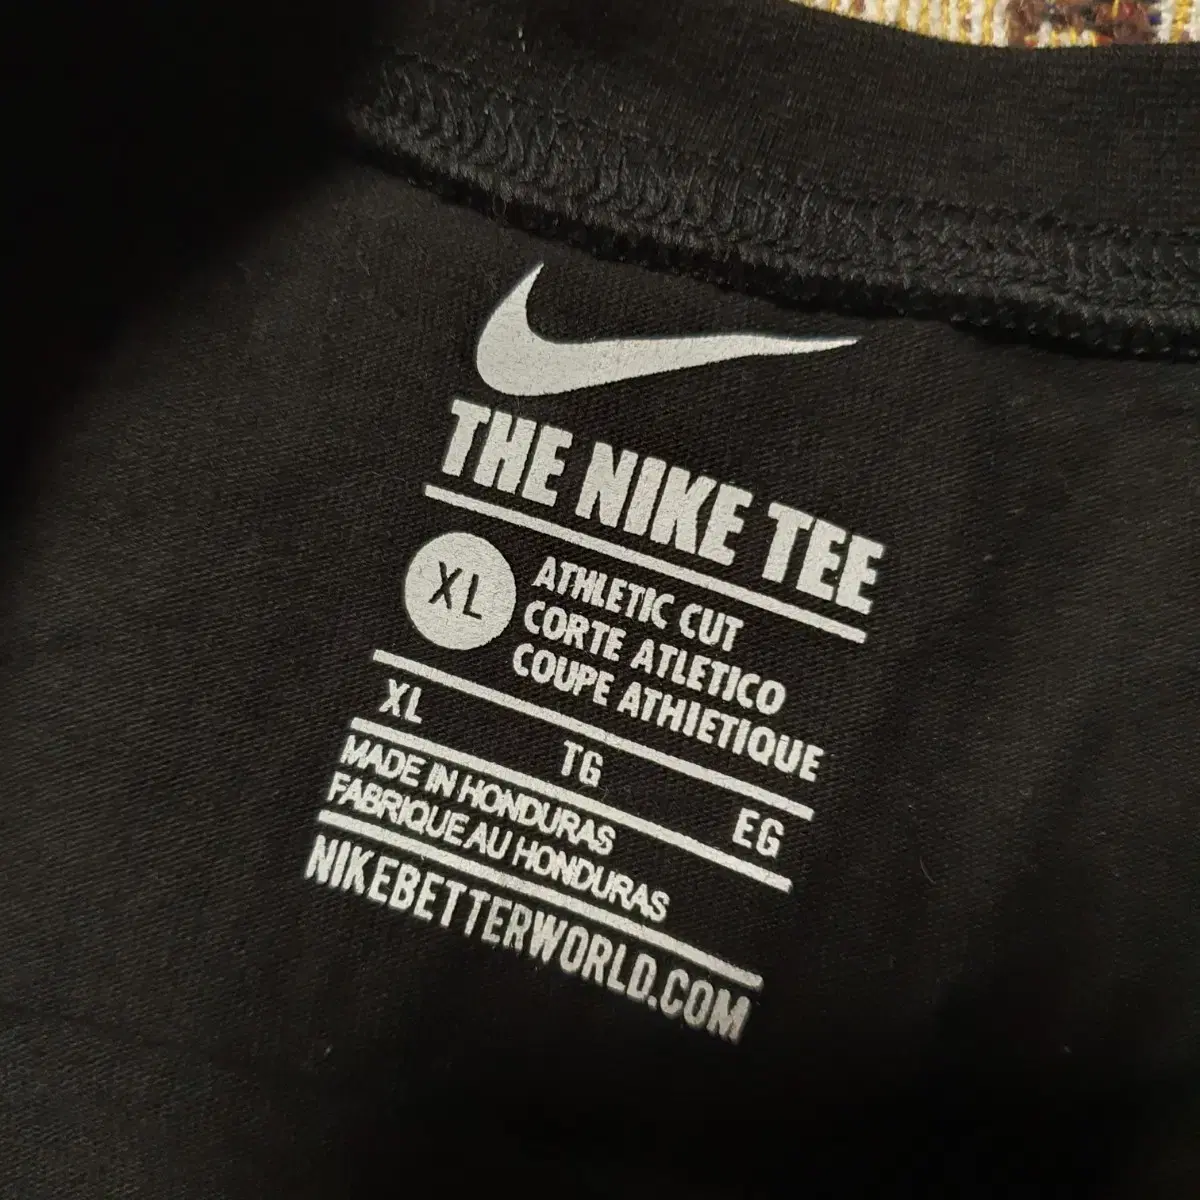 THE NIKE TEE
XL
ATHLETIC CUT
CORTE ATLETICO
COUPE ATHIETIQUE
XL TG EG
MADE IN HONDURAS
FABRIQUE AU HONDURAS
NIKEBETTERWORLD.COM